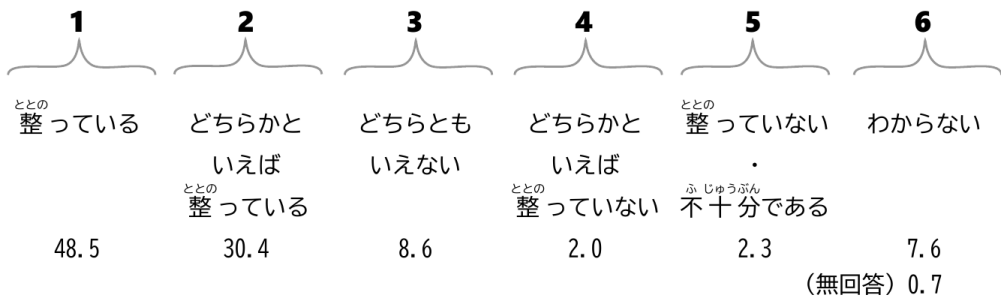 1 2 3 4 5 6
ととの ととの
整っている どちらかと どちらとも どちらかと 整っていない わからない
いえば いえない いえば ・
ととの ととの ふ じゅうぶん
整っている 整っていない 不十分である
48.5 30.4 8.6 2.0 2.3 7.6
(無回答) 0.7